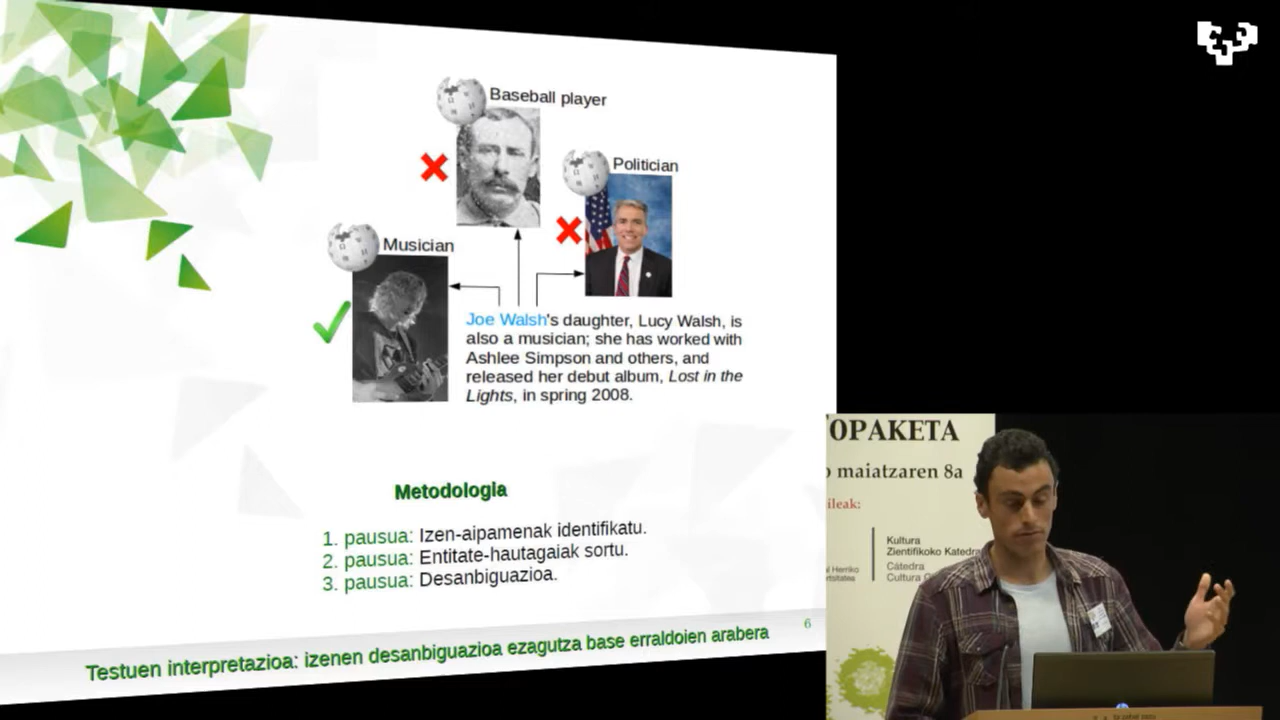 Baseball player
Politician
Musician
Joe Walsh's daughter, Lucy Walsh, is
also a musician; she has worked with
Ashlee Simpson and others, and
released her debut album, Lost in the
Lights, in spring 2008.
Metodologia
1. pausua: Izen-aipamenak identifikatu.
2. pausua: Entitate-hautagaiak sortu.
3. pausua: Desanbiguazioa.
6
Testuen interpretazioa: izenen desanbiguazioa ezagutza base erraldoien arabera
OPAKETA
maiatzaren 8a
ileak:
Kultura
Zientifikoko Katedra
Cátedra
Cultura
Herriko